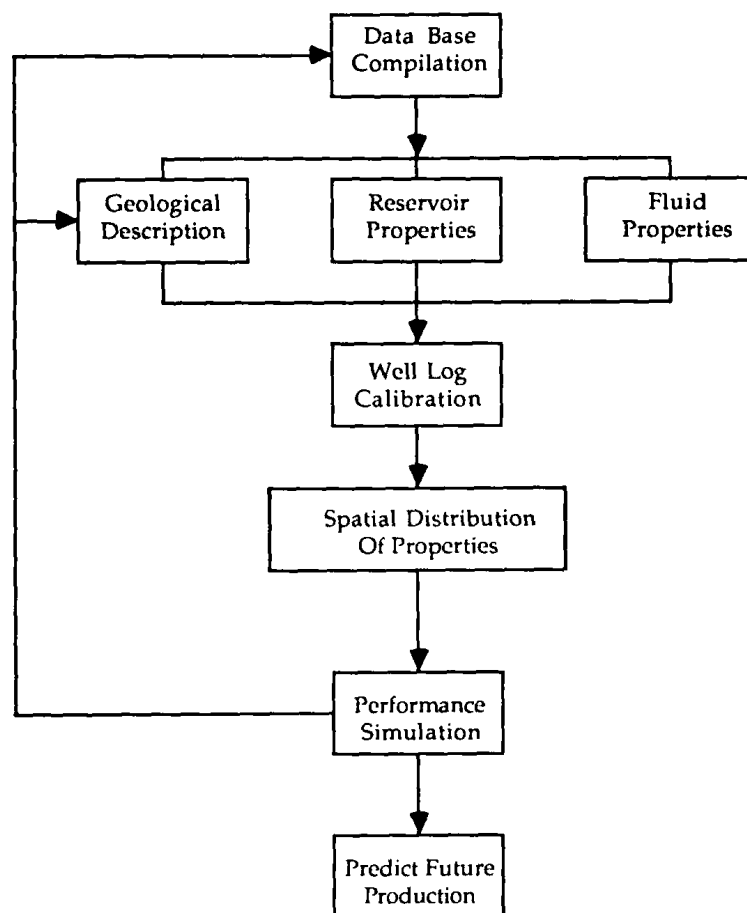 Data Base
Compilation
Geological
Description
Reservoir
Properties
Fluid
Properties
Well Log
Calibration
Spatial Distribution
Of Properties
Performance
Simulation
Predict Future
Production